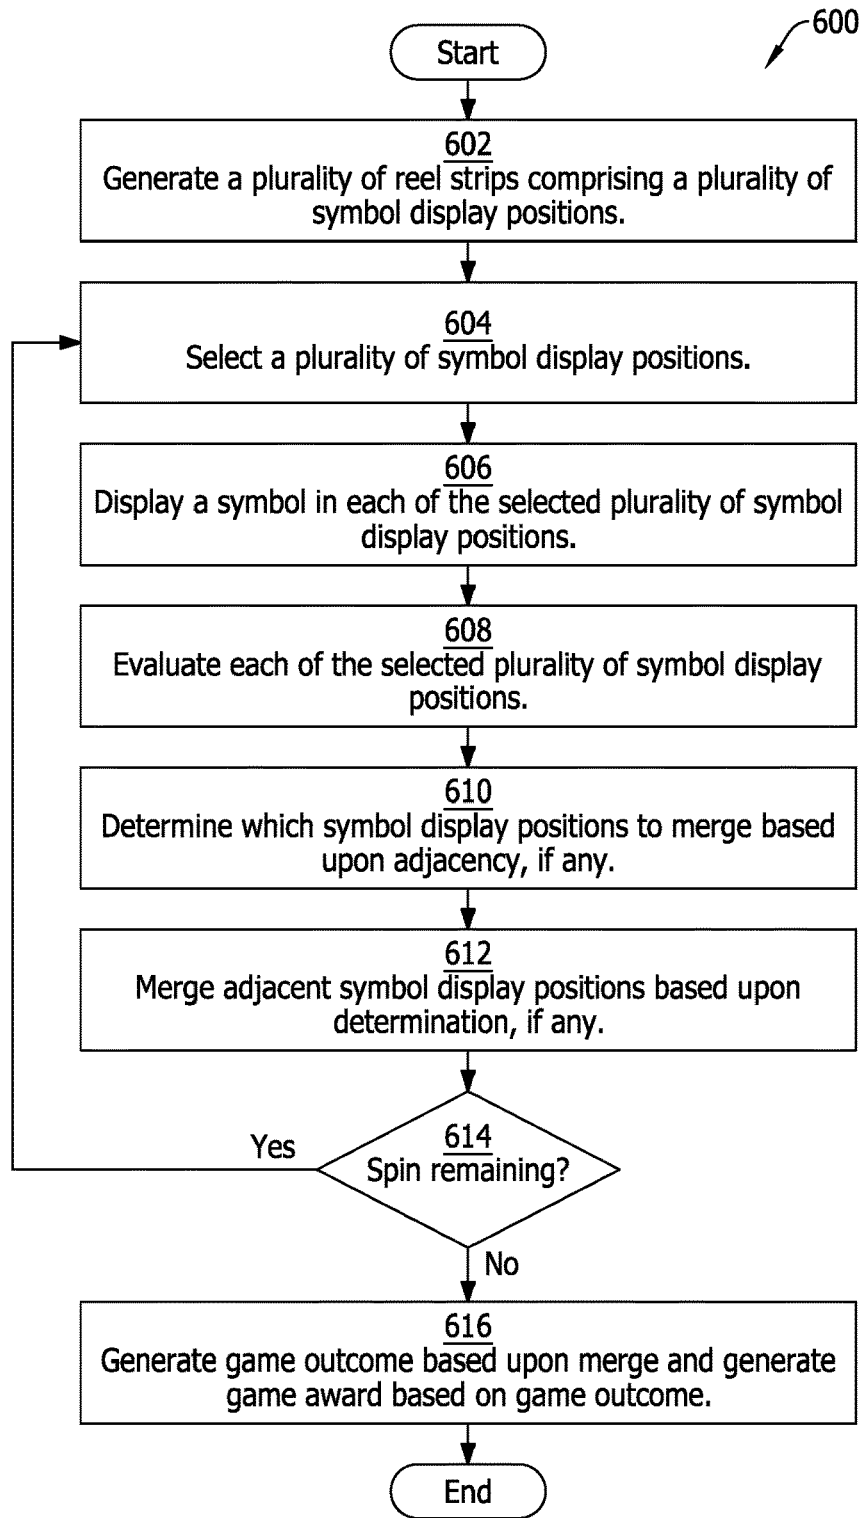 600
Start
602
Generate a plurality of reel strips comprising a plurality of
symbol display positions.
604
Select a plurality of symbol display positions.
606
Display a symbol in each of the selected plurality of symbol
display positions.
608
Evaluate each of the selected plurality of symbol display
positions.
610
Determine which symbol display positions to merge based
upon adjacency, if any.
612
Merge adjacent symbol display positions based upon
determination, if any.
Yes
614
Spin remaining?
No
616
Generate game outcome based upon merge and generate
game award based on game outcome.
End